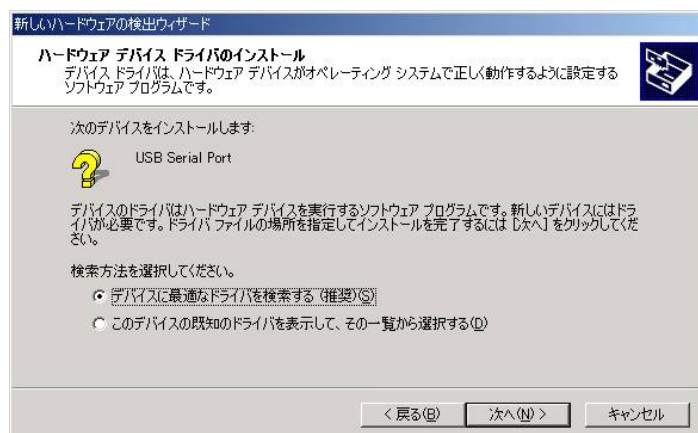 新しいハードウェアの検出ウィザード
ハードウェア デバイス ドライバのインストール
デバイス ドライバは、ハードウェア デバイスがオペレーティング システムで正しく動作するように設定する
ソフトウェア プログラムです。
次のデバイスをインストールします:
USB Serial Port
デバイスのドライバはハードウェア デバイスを実行するソフトウェア プログラムです。新しいデバイスにはドラ
イバが必要です。ドライバ ファイルの場所を指定してインストールを完了するには [次へ] をクリックしてくだ
さい。
検索方法を選択してください。
デバイスに最適なドライバを検索する (推奨)(S)
このデバイスの既知のドライバを表示して、その一覧から選択する(D)
< 戻る(B)
次へ(N) >
キャンセル